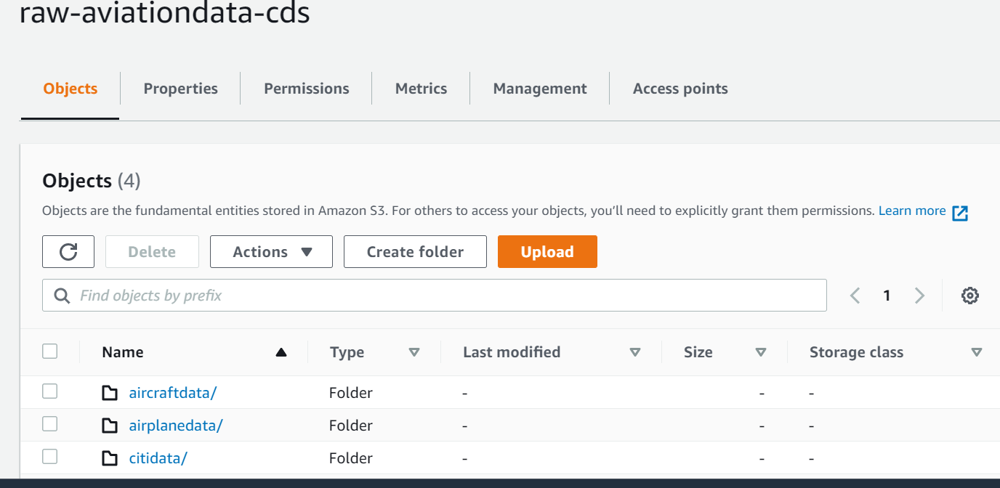 raw-aviationdata-cds
Objects Properties Permissions Metrics Management Access points
Objects (4)
Objects are the fundamental entities stored in Amazon S3. For others to access your objects, you'll need to explicitly grant them permissions. Learn more
Delete Actions Create folder Upload
Find objects by prefix 1
Name Type Last modified Size Storage class
aircraftdata/ Folder - - -
airplanedata/ Folder - - -
citidata/ Folder - - -